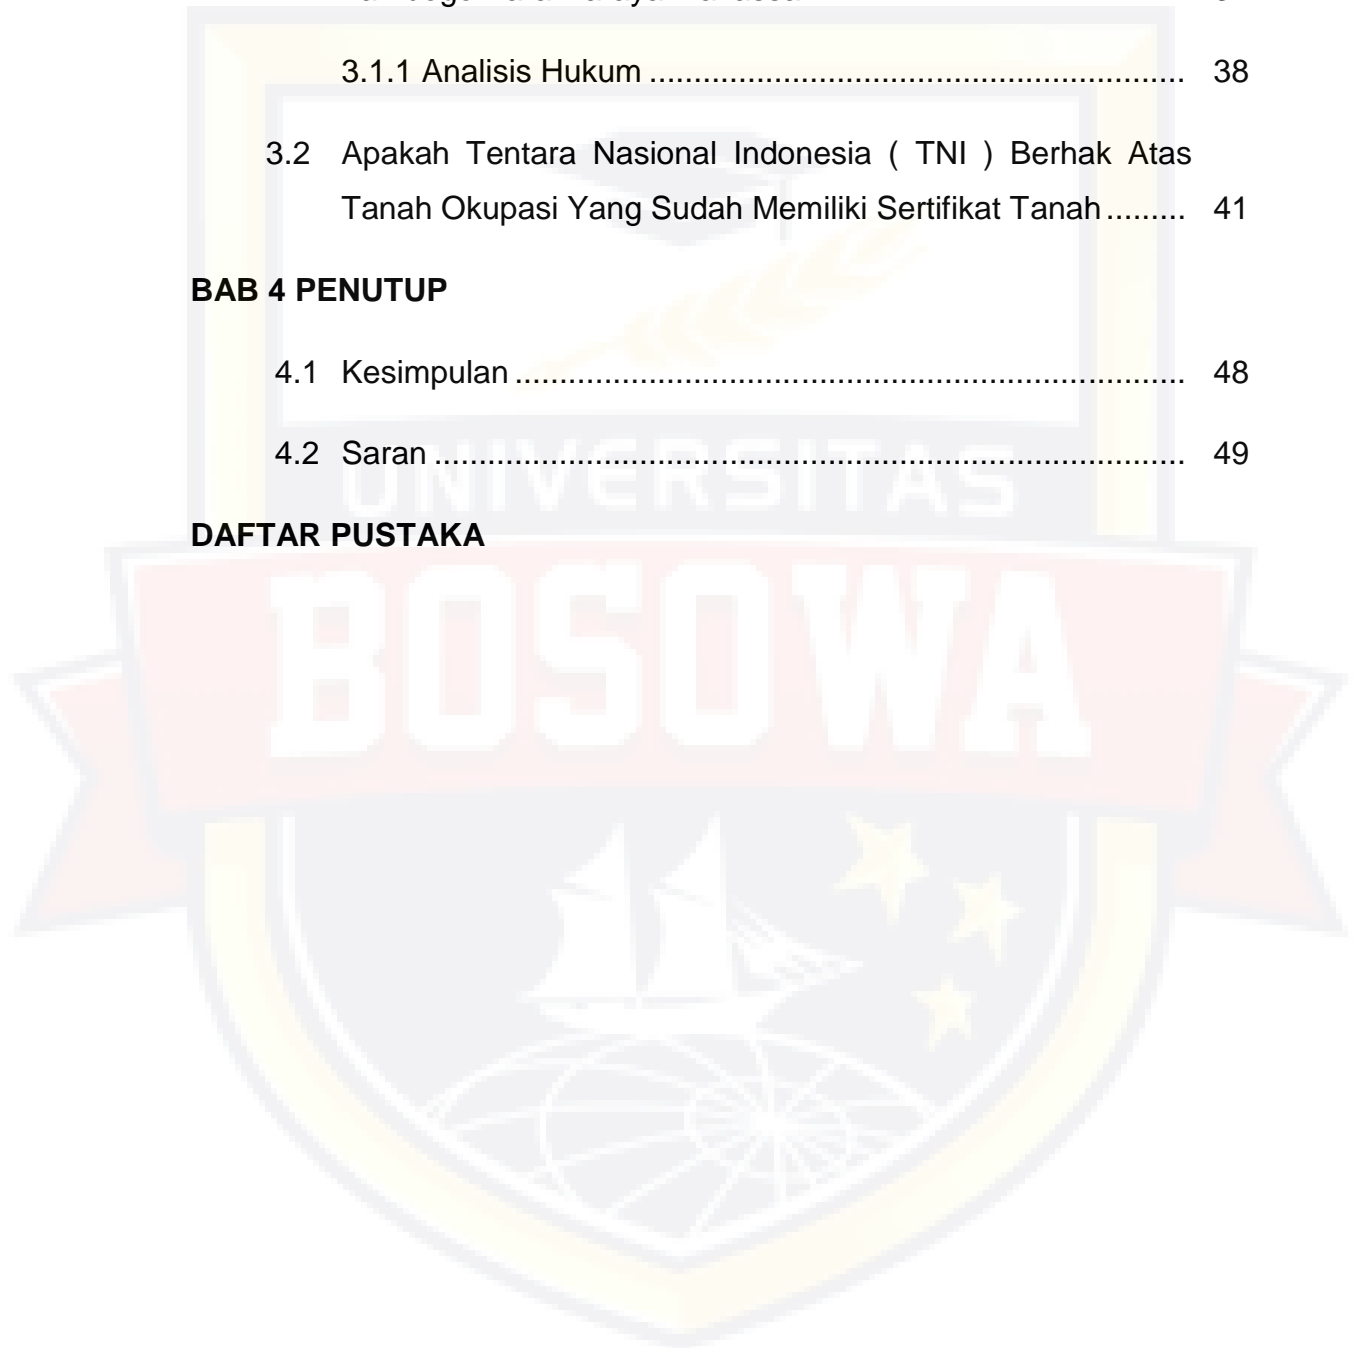 3.1.1 Analisis Hukum ............................................................ 38
3.2 Apakah Tentara Nasional Indonesia ( TNI ) Berhak Atas
Tanah Okupasi Yang Sudah Memiliki Sertifikat Tanah ......... 41
BAB 4 PENUTUP
4.1 Kesimpulan ........................................................................... 48
4.2 Saran .................................................................................... 49
UNIVERSITAS
DAFTAR PUSTAKA
BOSOWA